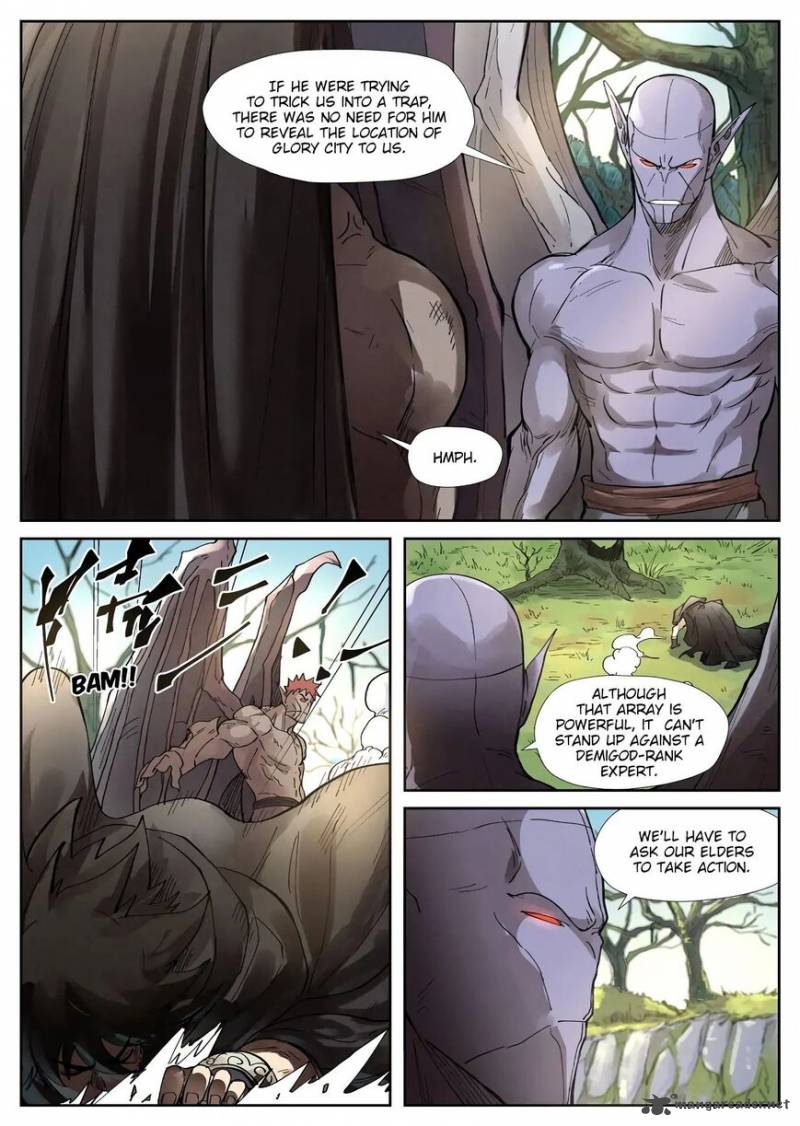 IF HE WERE TRYING
TO TRICK US INTO A TRAP,
THERE WAS NO NEED FOR HIM
TO REVEAL THE LOCATION OF
GLORY CITY TO US.
HMPH.
BAM!!
ALTHOUGH
THAT ARRAY IS
POWERFUL, IT CAN'T
STAND UP AGAINST A
DEMIGOD-RANK
EXPERT.
WE'LL HAVE TO
ASK OUR ELDERS
TO TAKE ACTION.
mangareader.net